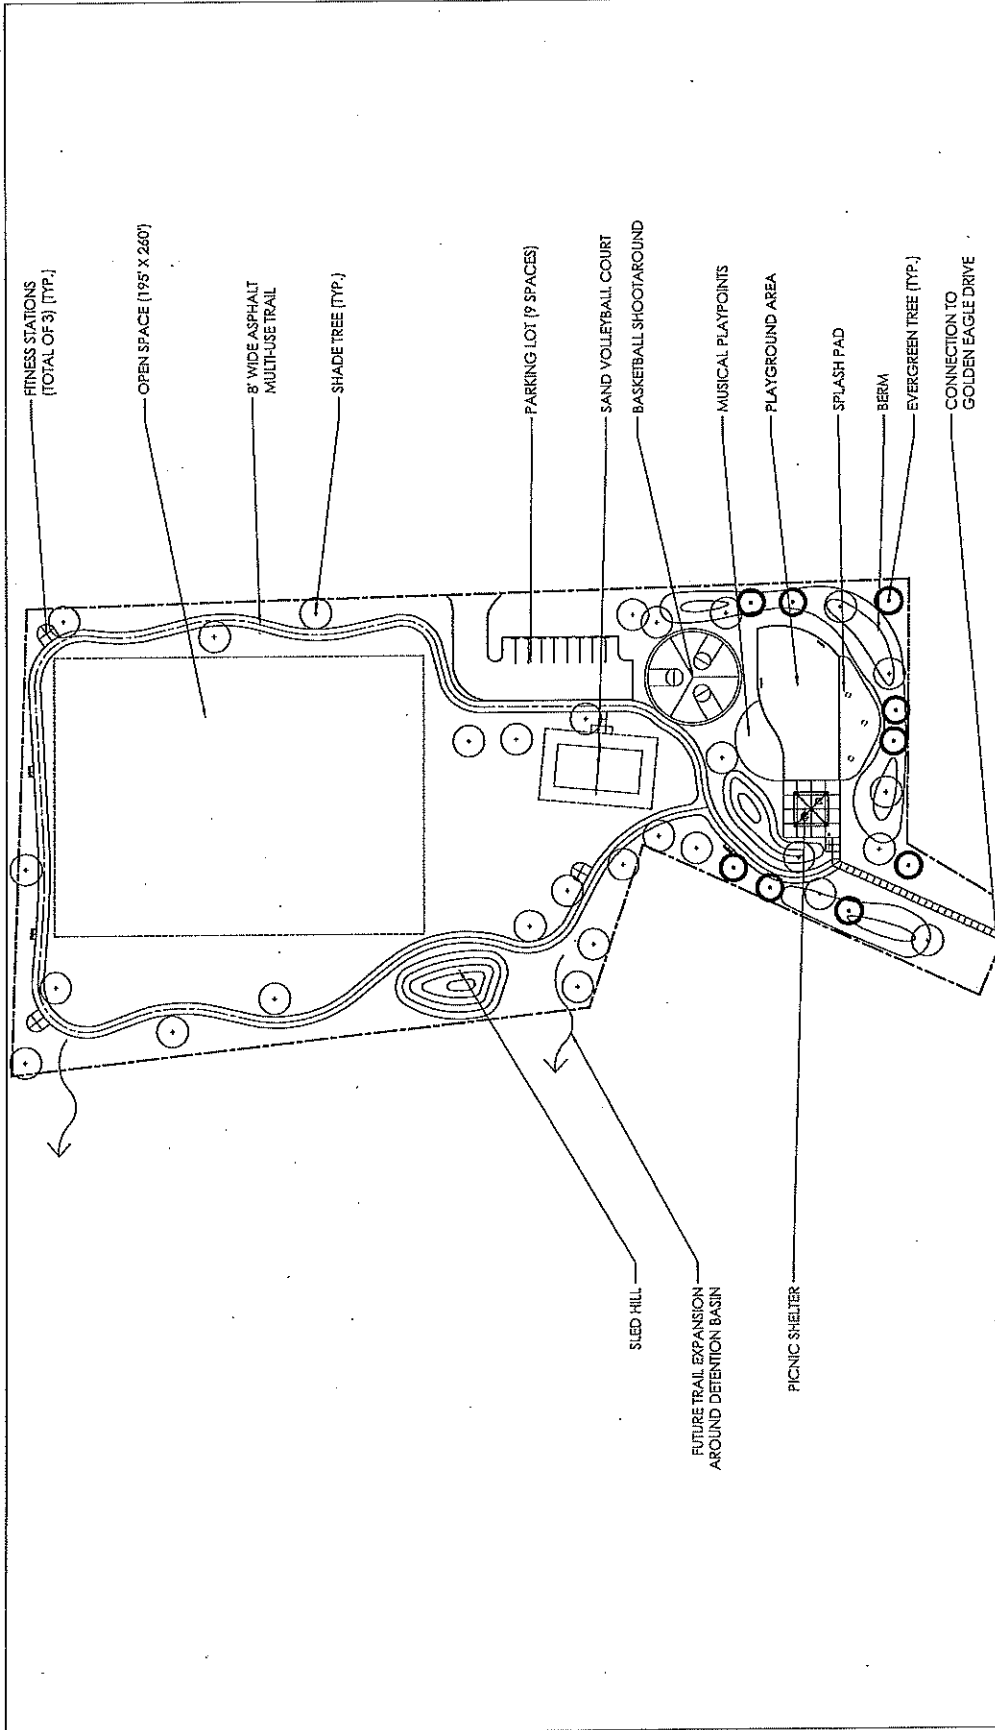 FITNESS STATIONS
(TOTAL OF 3) (TYP.)
OPEN SPACE (195' X 260')
8' WIDE ASPHALT
MULTI-USE TRAIL
SHADE TREE (TYP.)
PARKING LOT (9 SPACES)
SAND VOLLEYBALL COURT
BASKETBALL SHOOTAROUND
MUSICAL PLAYPOINTS
PLAYGROUND AREA
SPLASH PAD
BERM
EVERGREEN TREE (TYP.)
CONNECTION TO
GOLDEN EAGLE DRIVE
SLED HILL
FUTURE TRAIL EXPANSION
AROUND DETENTION BASIN
PICNIC SHELTER